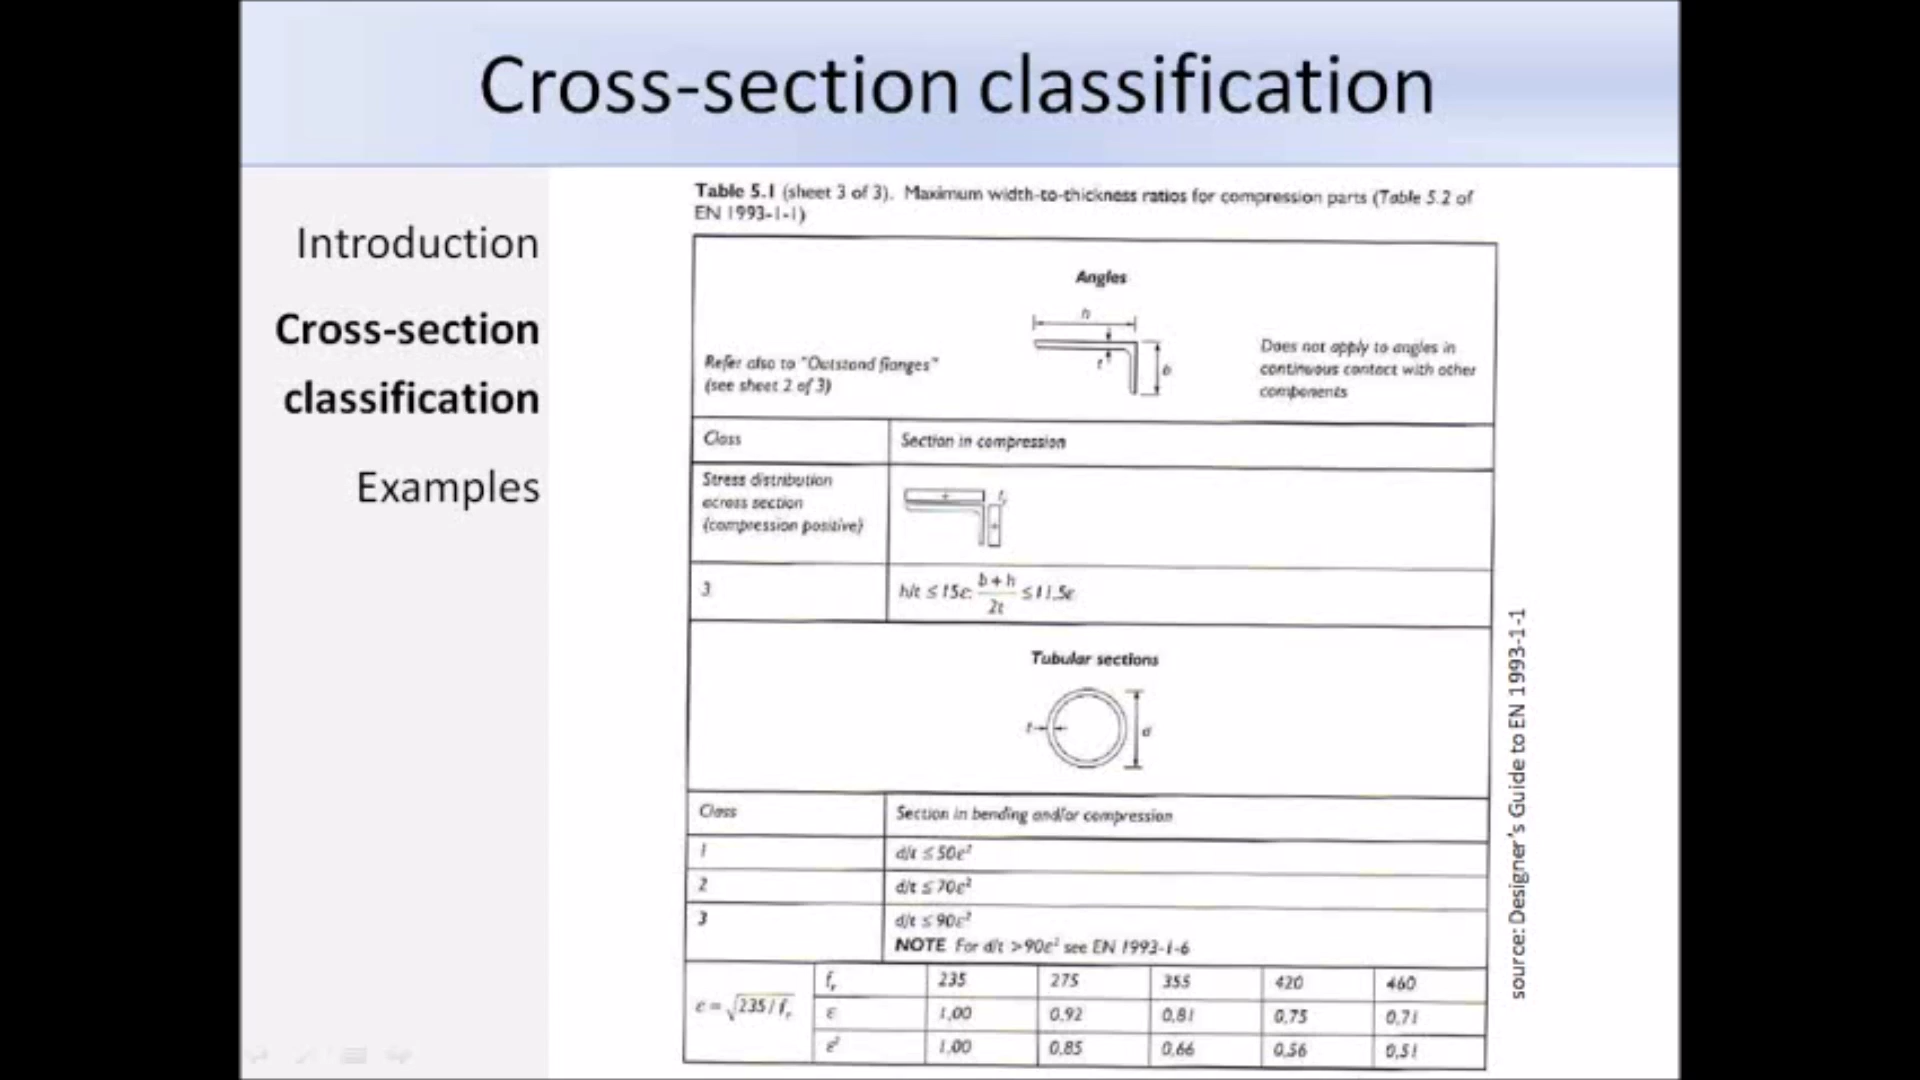 Cross-section classification
Introduction
Cross-section
classification
Examples
Table 5.1 (sheet 3 of 3). Maximum width-to-thickness ratios for compression parts (Table 5.2 of
EN 1993-1-1)
Angles
h
Refer also to "Outstand flanges"
(see sheet 2 of 3)
t
b
Does not apply to angles in
continuous contact with other
components
Class
Section in compression
Stress distribution
across section
(compression positive)
+
fy
+
3
h/t ≤ 15ε: (b + h)/2t ≤ 11,5ε
Tubular sections
t
d
Class
Section in bending and/or compression
1
d/t ≤ 50ε²
2
d/t ≤ 70ε²
3
d/t ≤ 90ε²
NOTE For d/t > 90ε² see EN 1993-1-6
ε = √235 / fy
fy 235 275 355 420 460
ε 1,00 0,92 0,81 0,75 0,71
ε² 1,00 0,85 0,66 0,56 0,51
source: Designer's Guide to EN 1993-1-1